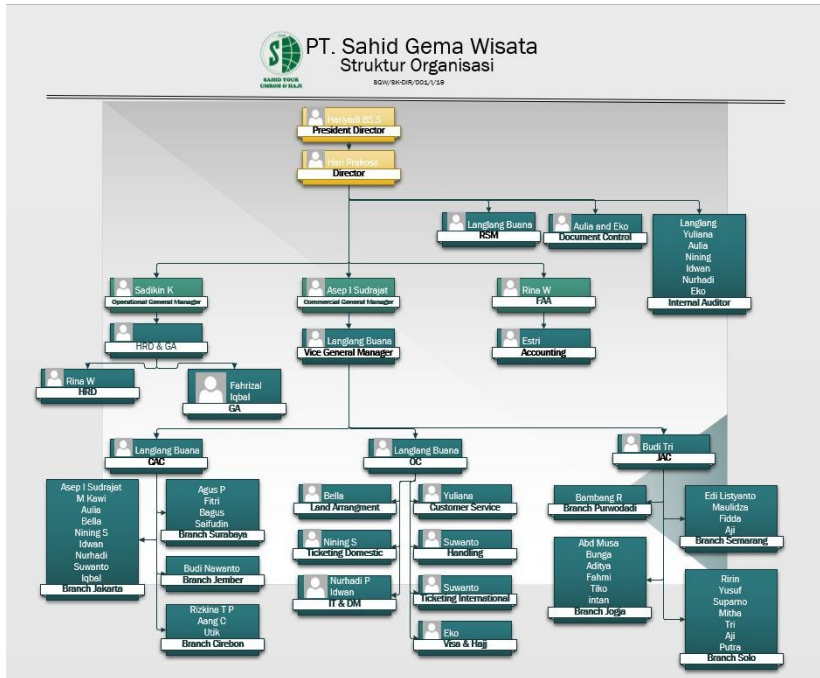 PT. Sahid Gema Wisata
Struktur Organisasi
SGW/SK-DIR/001/I/19
SAHID TOUR
UMROH & HAJI
Hariyadi BS.S
President Director
Hari Prakoso
Director
Langlang Buana
RSM
Aulia and Eko
Document Control
Langlang
Yuliana
Aulia
Nining
Idwan
Nurhadi
Eko
Internal Auditor
Sadikin K
Operational General Manager
Asep I Sudrajat
Commercial General Manager
Rina W
FAA
HRD & GA
Langlang Buana
Vice General Manager
Estri
Accounting
Rina W
HRD
Fahrizal
Iqbal
GA
Langlang Buana
CAC
Langlang Buana
OC
Budi Tri
JAC
Asep I Sudrajat
M Kawi
Aulia
Bella
Nining S
Idwan
Nurhadi
Suwanto
Iqbal
Branch Jakarta
Agus P
Fitri
Bagus
Saifudin
Branch Surabaya
Budi Nawanto
Branch Jember
Rizkina T P
Aang C
Utik
Branch Cirebon
Bella
Land Arrangment
Yuliana
Customer Service
Nining S
Ticketing Domestic
Suwanto
Handling
Nurhadi P
Idwan
IT & DM
Suwanto
Ticketing International
Eko
Visa & Hajj
Bambang R
Branch Purwodadi
Edi Listyanto
Maulidza
Fidda
Aji
Branch Semarang
Abd Musa
Bunga
Aditya
Fahmi
Tiko
intan
Branch Jogja
Ririn
Yusuf
Suparno
Mitha
Tri
Aji
Putra
Branch Solo